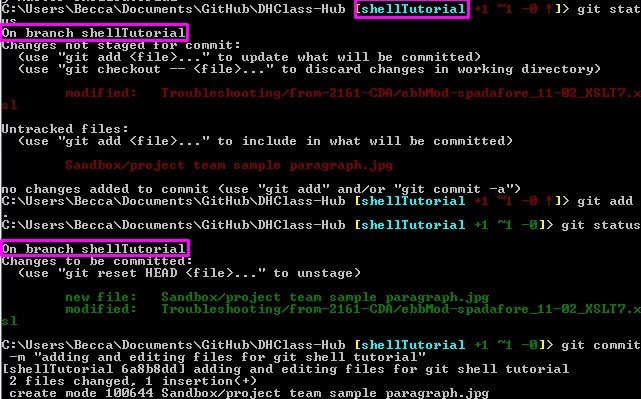 C:\Users\Becca\Documents\GitHub\DHClass-Hub [shellTutorial +1 ~1 -0 !]> git stat
us
On branch shellTutorial
Changes not staged for commit:
  (use "git add <file>..." to update what will be committed)
  (use "git checkout -- <file>..." to discard changes in working directory)
        modified:   Troubleshooting/from-2161-CDA/ebbMod-spadafore_11-02_XSLT7.x
sl
Untracked files:
  (use "git add <file>..." to include in what will be committed)
        Sandbox/project team sample paragraph.jpg
no changes added to commit (use "git add" and/or "git commit -a")
C:\Users\Becca\Documents\GitHub\DHClass-Hub [shellTutorial +1 ~1 -0 !]> git add
.
C:\Users\Becca\Documents\GitHub\DHClass-Hub [shellTutorial +1 ~1 -0]> git status
On branch shellTutorial
Changes to be committed:
  (use "git reset HEAD <file>..." to unstage)
        new file:   Sandbox/project team sample paragraph.jpg
        modified:   Troubleshooting/from-2161-CDA/ebbMod-spadafore_11-02_XSLT7.x
sl
C:\Users\Becca\Documents\GitHub\DHClass-Hub [shellTutorial +1 ~1 -0]> git commit
 -m "adding and editing files for git shell tutorial"
[shellTutorial 6a8b8dd] adding and editing files for git shell tutorial
 2 files changed, 1 insertion(+)
 create mode 100644 Sandbox/project team sample paragraph.jpg